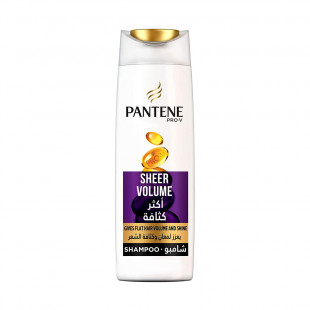 PANTENE
PRO-V
SHEER
VOLUME
أكثر
كثافة
GIVES FLAT HAIR VOLUME AND SHINE
يعزز لمعان وكثافة الشعر
SHAMPOO • شامبو